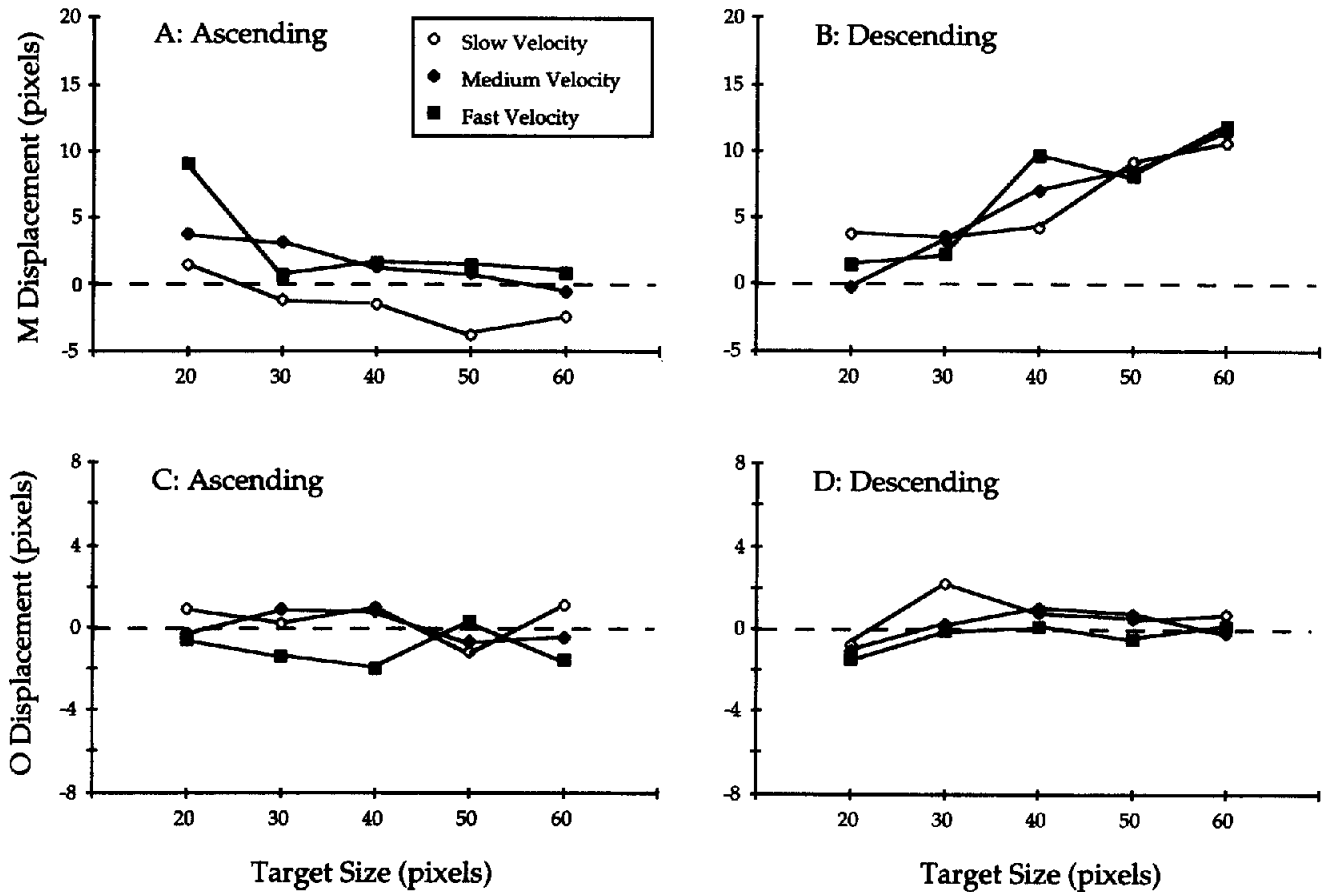 A: Ascending
Slow Velocity
Medium Velocity
Fast Velocity
M Displacement (pixels)
20
15
10
5
0
-5
20 30 40 50 60
B: Descending
20
15
10
5
0
-5
20 30 40 50 60
C: Ascending
O Displacement (pixels)
8
4
0
-4
-8
20 30 40 50 60
Target Size (pixels)
D: Descending
8
4
0
-4
-8
20 30 40 50 60
Target Size (pixels)